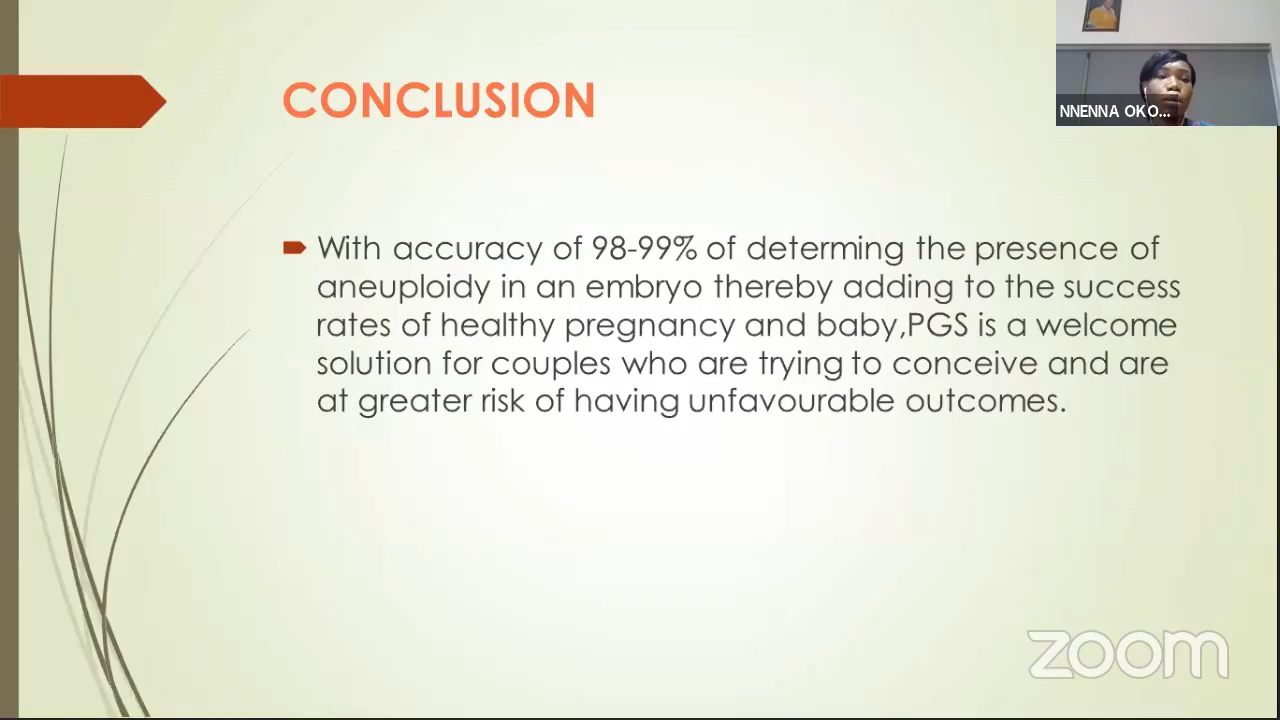 CONCLUSION
NNENNA OKO...
With accuracy of 98-99% of determing the presence of
aneuploidy in an embryo thereby adding to the success
rates of healthy pregnancy and baby,PGS is a welcome
solution for couples who are trying to conceive and are
at greater risk of having unfavourable outcomes.
zoom